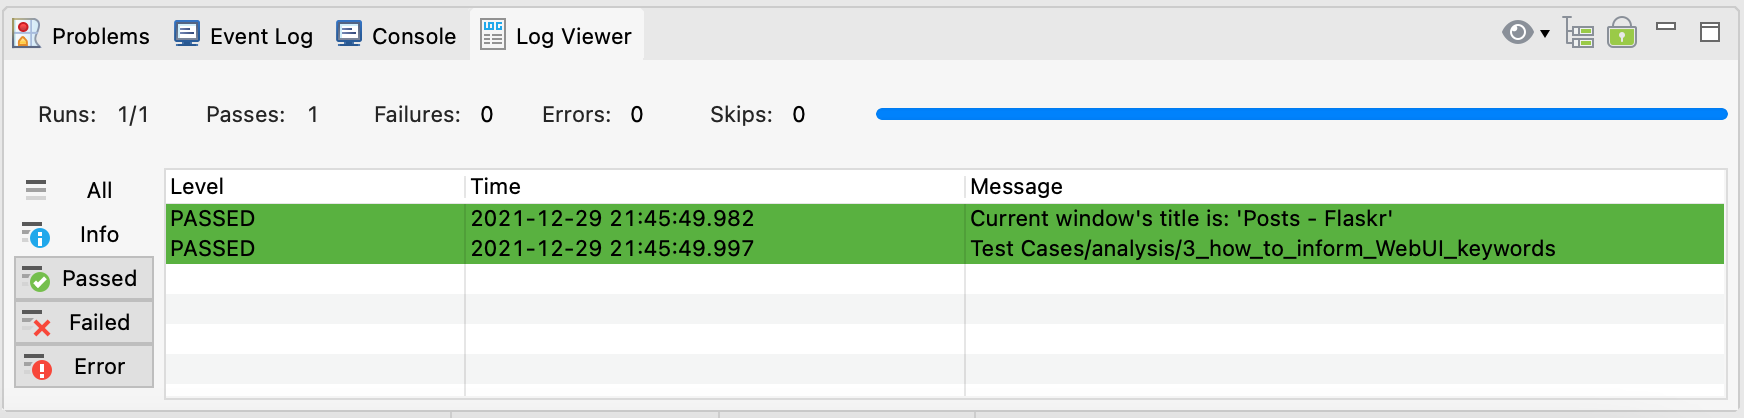 Problems Event Log Console LOG Log Viewer
Runs: 1/1 Passes: 1 Failures: 0 Errors: 0 Skips: 0
All
Info
Passed
Failed
Error
Level Time Message
PASSED 2021-12-29 21:45:49.982 Current window's title is: 'Posts - Flaskr'
PASSED 2021-12-29 21:45:49.997 Test Cases/analysis/3_how_to_inform_WebUI_keywords